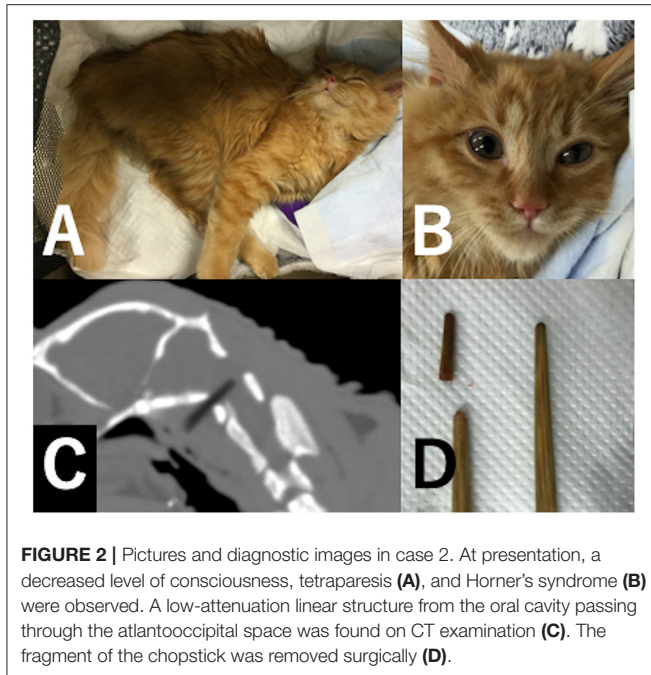 A
B
C
D
FIGURE 2 | Pictures and diagnostic images in case 2. At presentation, a
decreased level of consciousness, tetraparesis (A), and Horner's syndrome (B)
were observed. A low-attenuation linear structure from the oral cavity passing
through the atlantooccipital space was found on CT examination (C). The
fragment of the chopstick was removed surgically (D).